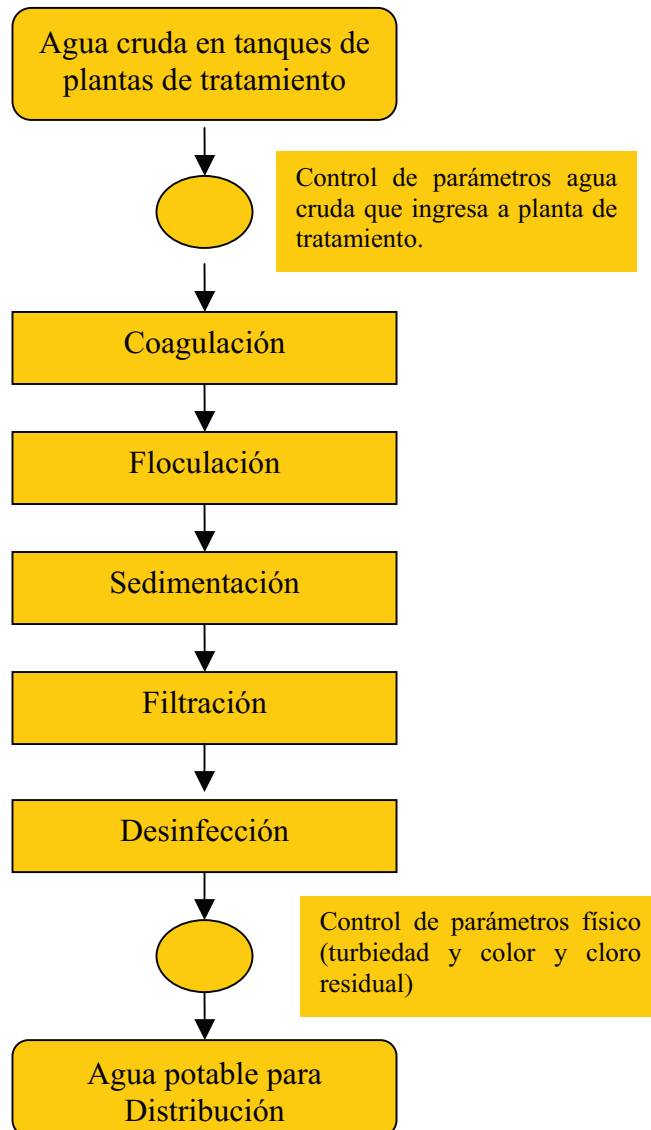 Agua cruda en tanques de
plantas de tratamiento
Control de parámetros agua
cruda que ingresa a planta de
tratamiento.
Coagulación
Floculación
Sedimentación
Filtración
Desinfección
Control de parámetros físico
(turbiedad y color y cloro
residual)
Agua potable para
Distribución